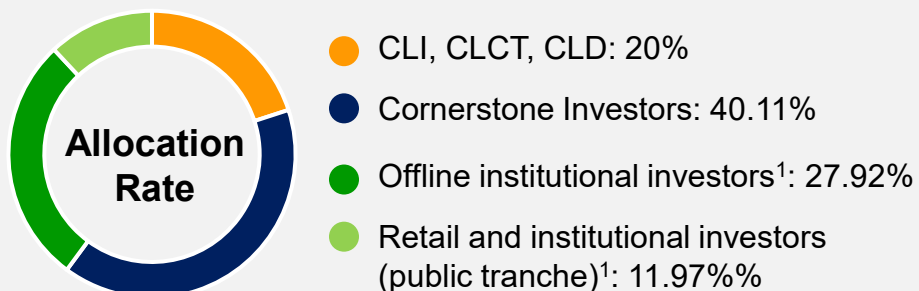 Allocation
Rate
CLI, CLCT, CLD: 20%
Cornerstone Investors: 40.11%
Offline institutional investors¹: 27.92%
Retail and institutional investors
(public tranche)¹: 11.97%%